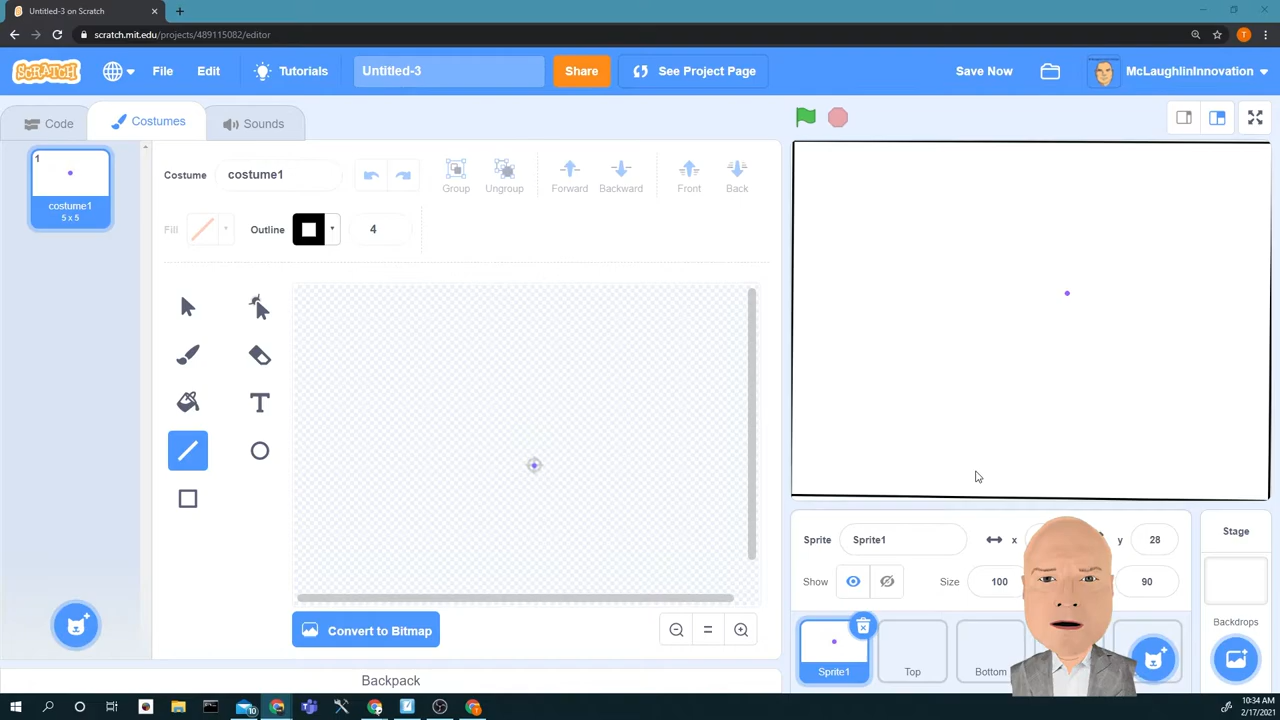 Untitled-3 on Scratch
scratch.mit.edu/projects/489115082/editor
T
SCRATCH
File
Edit
Tutorials
Untitled-3
Share
See Project Page
Save Now
McLaughlinInnovation
Code
Costumes
Sounds
1
costume1
5 x 5
Costume
costume1
Group
Ungroup
Forward
Backward
Front
Back
Fill
Outline
4
T
Convert to Bitmap
Backpack
Sprite
Sprite1
x
y
28
Show
Size
100
90
Sprite1
Top
Bottom
Stage
Backdrops
10
10:34 AM
2/17/2021